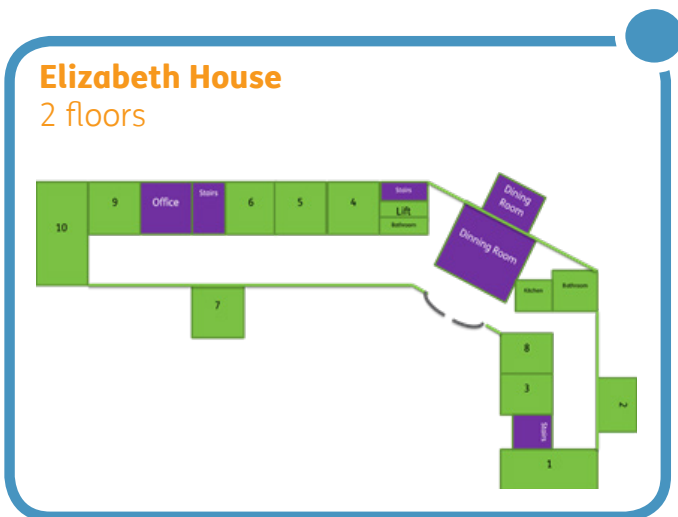 Elizabeth House
2 floors
10
9
Office
Stairs
6
5
4
Stairs
Lift
Bathroom
Dining
Room
Dinning Room
Kitchen
Bathroom
7
8
3
2
Stairs
1